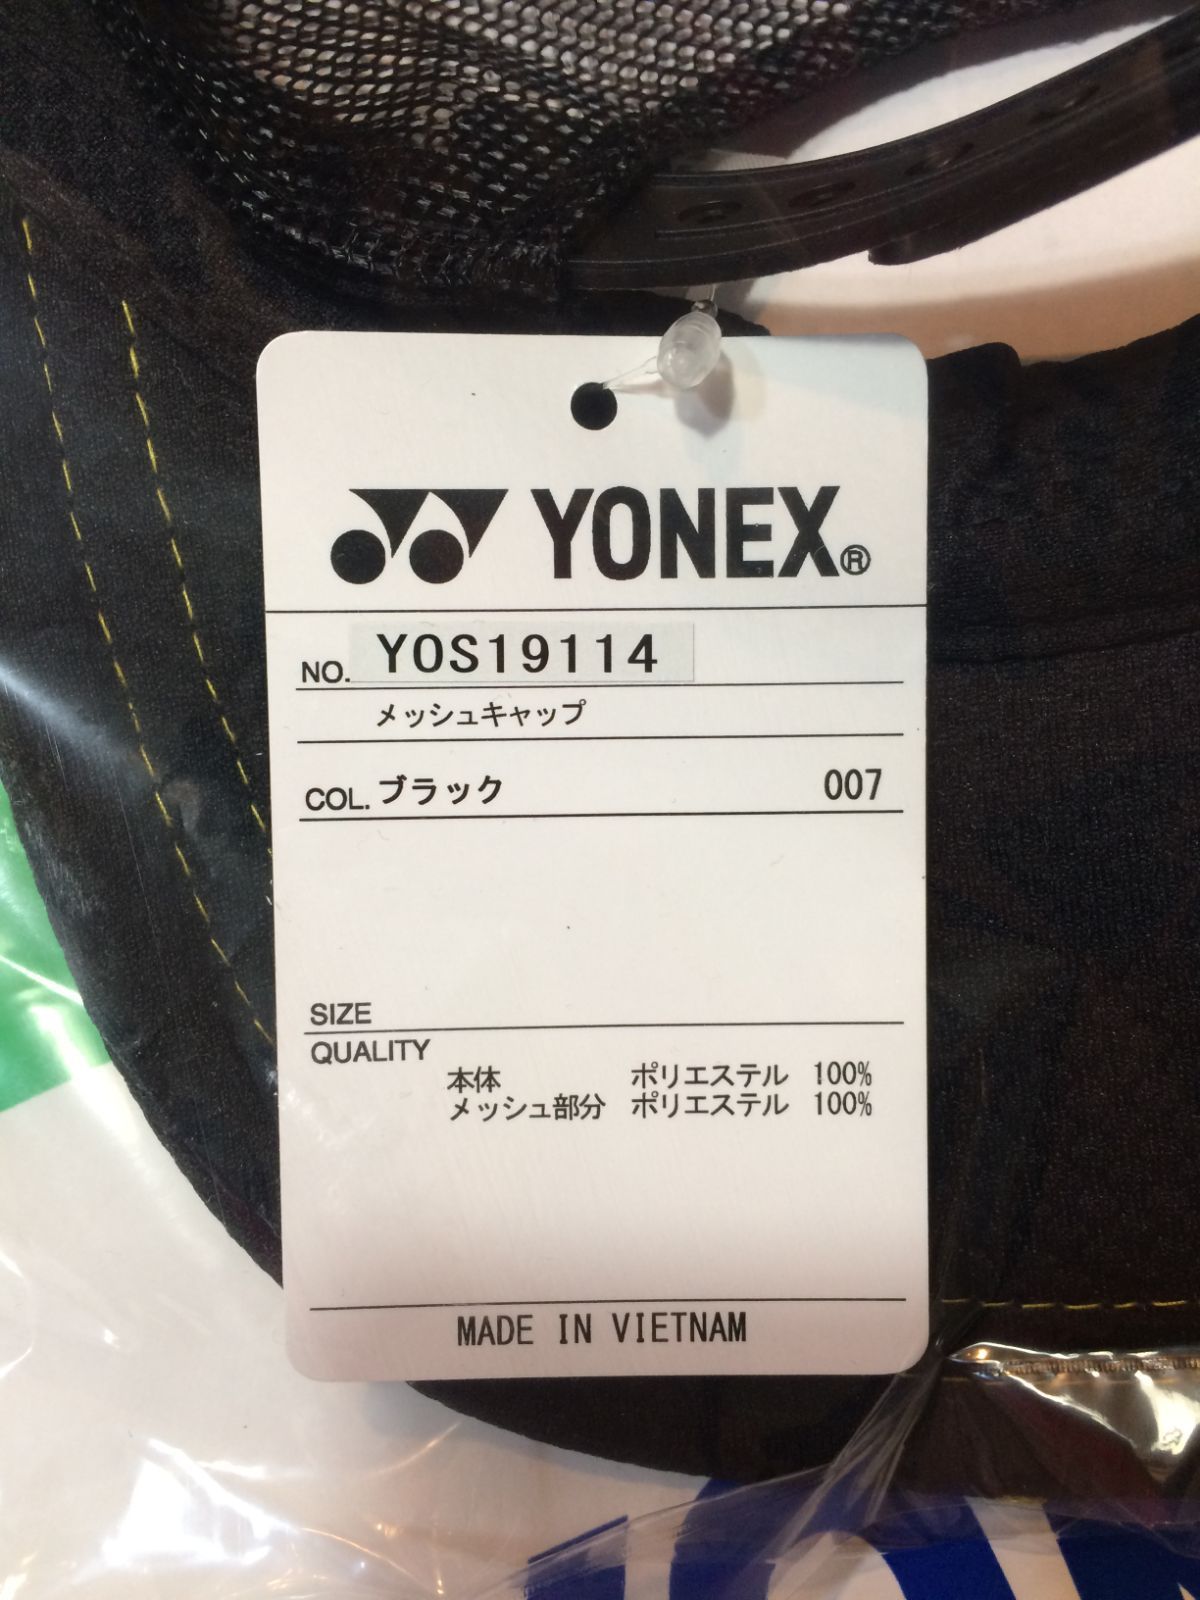 YONEX®
NO. YOS19114
メッシュキャップ
COL. ブラック 007
SIZE
QUALITY
本体 ポリエステル 100%
メッシュ部分 ポリエステル 100%
MADE IN VIETNAM